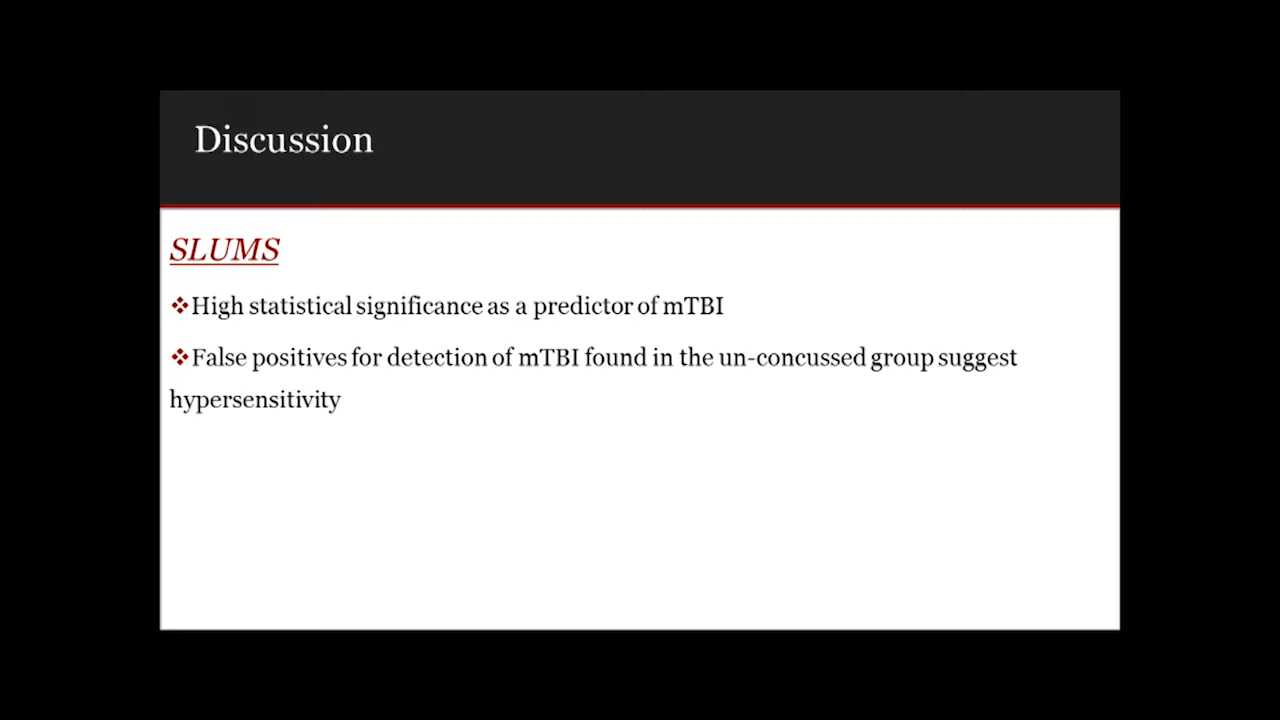 Discussion
SLUMS
❖High statistical significance as a predictor of mTBI
❖False positives for detection of mTBI found in the un-concussed group suggest
hypersensitivity